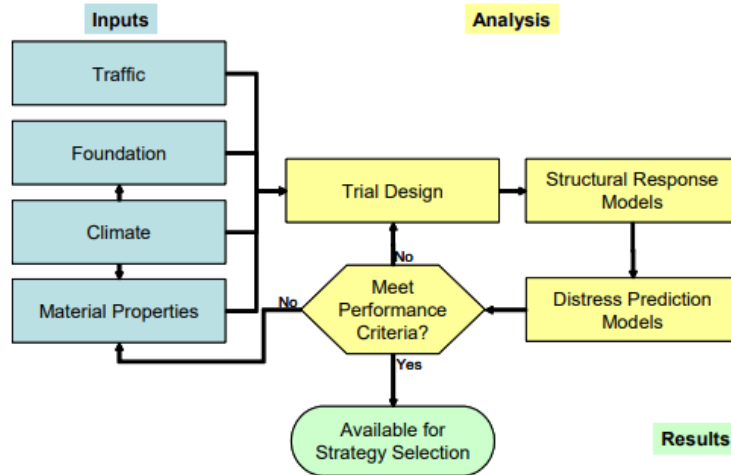 Inputs
Analysis
Traffic
Foundation
Climate
Material Properties
Trial Design
Structural Response
Models
No
No
Meet
Performance
Criteria?
Distress Prediction
Models
Yes
Available for
Strategy Selection
Results